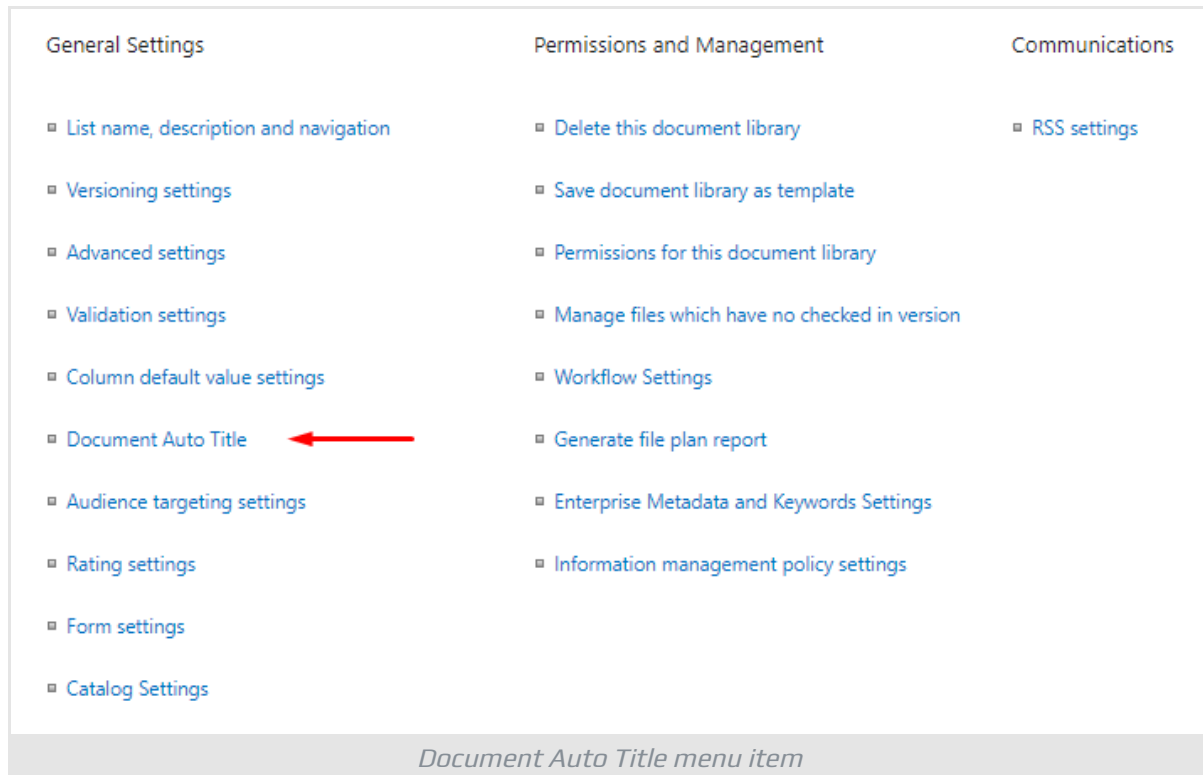 General Settings
List name, description and navigation
Versioning settings
Advanced settings
Validation settings
Column default value settings
Document Auto Title
Audience targeting settings
Rating settings
Form settings
Catalog Settings
Permissions and Management
Delete this document library
Save document library as template
Permissions for this document library
Manage files which have no checked in version
Workflow Settings
Generate file plan report
Enterprise Metadata and Keywords Settings
Information management policy settings
Communications
RSS settings
Document Auto Title menu item